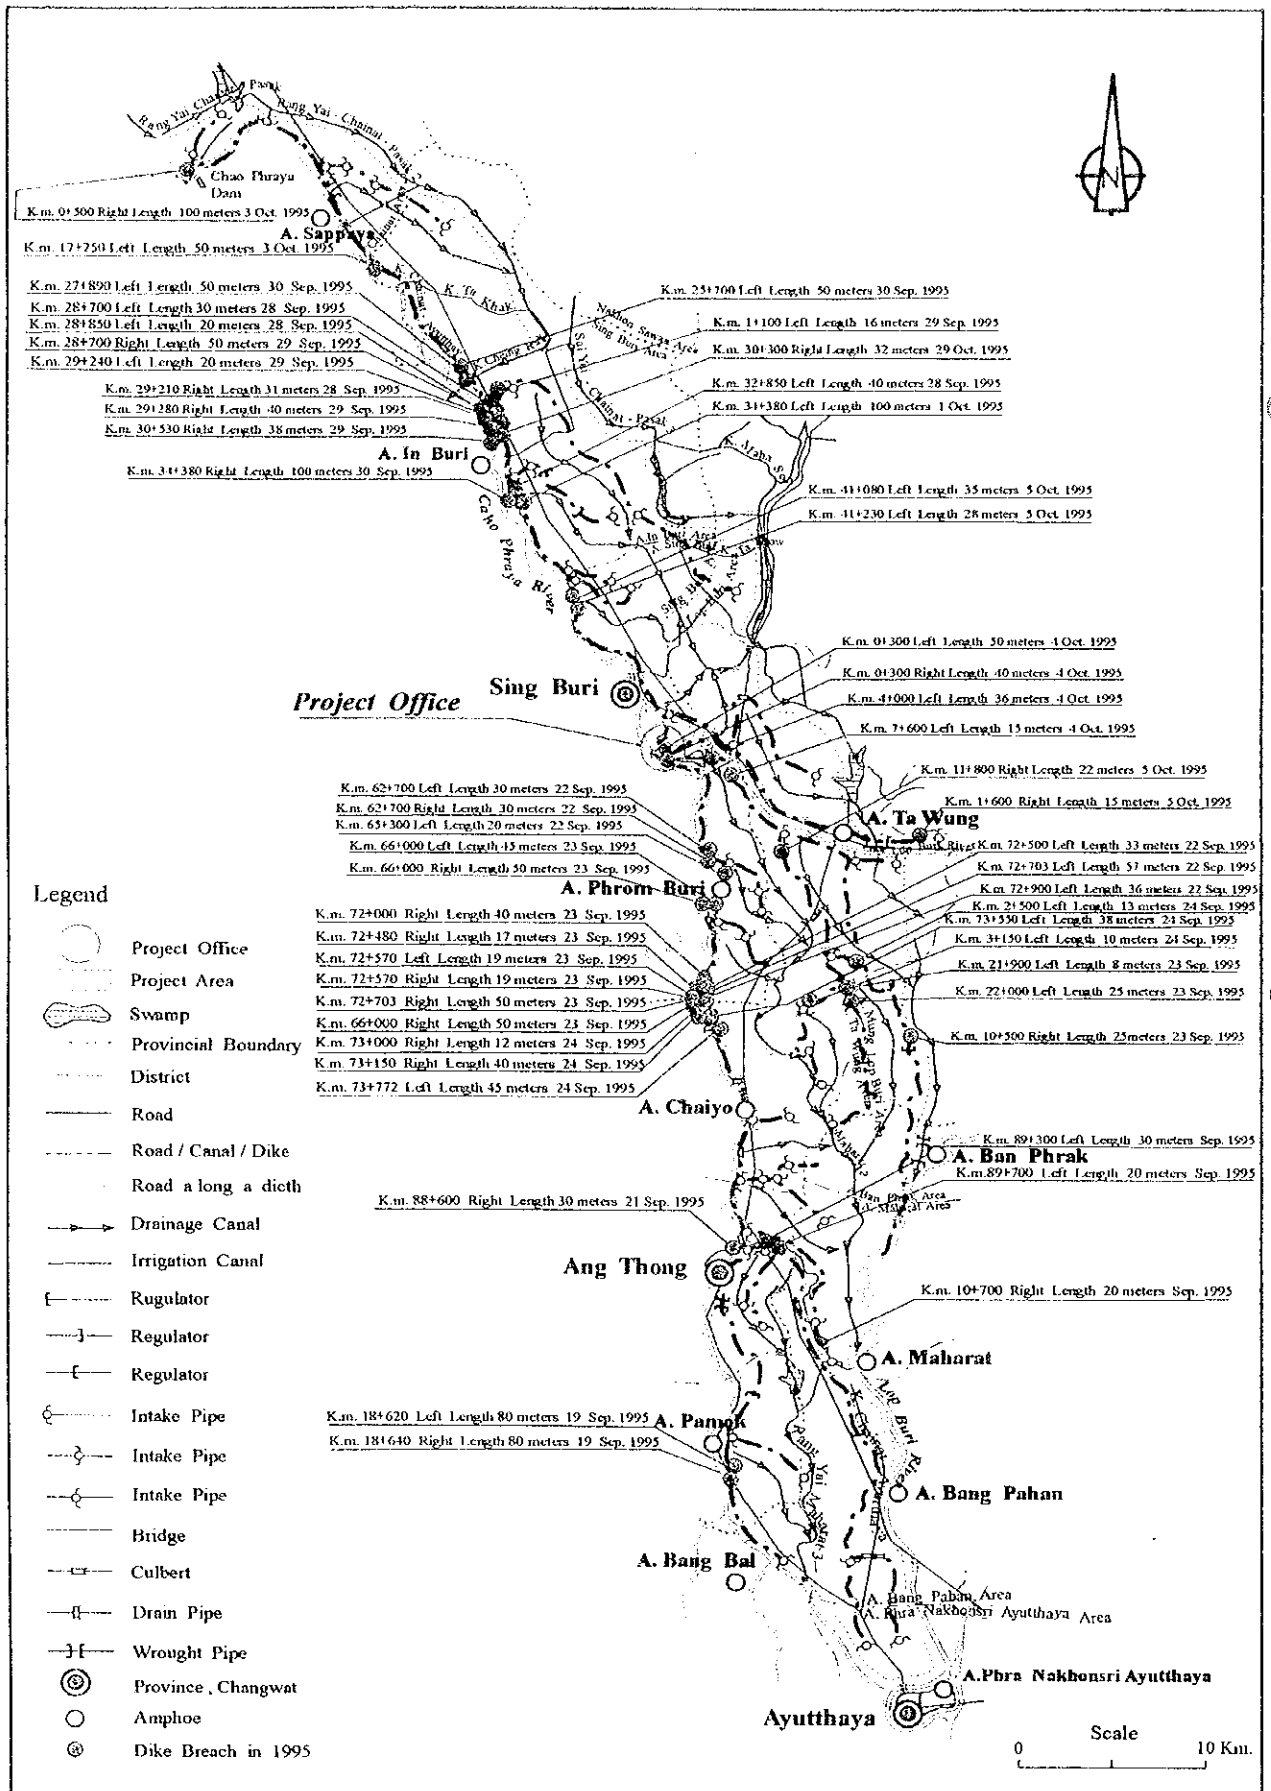 Rang Yai Chainat Pasak
Rang Yai - Chainat - Pasak 2
Chao Phraya
Dam
N
K.m. 0+500 Right Length 100 meters 3 Oct. 1995
A. Sappaya
K.m. 17+250 Left Length 50 meters 3 Oct. 1995
K. Ta Khak
K.m. 27+890 Left Length 50 meters 30 Sep. 1995
K.m. 25+700 Left Length 50 meters 30 Sep. 1995
K.m. 28+700 Left Length 30 meters 28 Sep. 1995
Nakhon Sawan Area
Sing Buri Area
K.m. 1+100 Left Length 16 meters 29 Sep. 1995
K.m. 28+850 Left Length 20 meters 28 Sep. 1995
K.m. 28+700 Right Length 50 meters 29 Sep. 1995
K.m. 30+300 Right Length 32 meters 29 Oct. 1995
K.m. 29+240 Left Length 20 meters 29 Sep. 1995
K.m. 29+210 Right Length 31 meters 28 Sep. 1995
K.m. 32+850 Left Length 40 meters 28 Sep. 1995
K.m. 29+280 Right Length 40 meters 29 Sep. 1995
K.m. 34+380 Left Length 100 meters 1 Oct. 1995
K.m. 30+530 Right Length 38 meters 29 Sep. 1995
A. In Buri
K.m. 34+380 Right Length 100 meters 30 Sep. 1995
Caho Phraya River
K.m. 41+080 Left Length 35 meters 5 Oct. 1995
K.m. 41+230 Left Length 28 meters 5 Oct. 1995
A.In Buri Area
K.m. 0+300 Left Length 50 meters 4 Oct. 1995
K.m. 0+300 Right Length 40 meters 4 Oct. 1995
Sing Buri
K.m. 4+000 Left Length 36 meters 4 Oct. 1995
Project Office
K.m. 7+600 Left Length 15 meters 4 Oct. 1995
K.m. 11+800 Right Length 22 meters 5 Oct. 1995
K.m. 62+700 Left Length 30 meters 22 Sep. 1995
K.m. 62+700 Right Length 30 meters 22 Sep. 1995
K.m. 1+600 Right Length 15 meters 5 Oct. 1995
K.m. 65+300 Left Length 20 meters 22 Sep. 1995
A. Ta Wung
K.m. 66+000 Left Length 45 meters 23 Sep. 1995
K.m. 72+500 Left Length 33 meters 22 Sep. 1995
K.m. 66+000 Right Length 50 meters 23 Sep. 1995
K.m. 72+703 Left Length 57 meters 22 Sep. 1995
A. Phrom Buri
K.m. 72+900 Left Length 36 meters 22 Sep. 1995
K.m. 2+500 Left Length 13 meters 24 Sep. 1995
K.m. 72+000 Right Length 40 meters 23 Sep. 1995
K.m. 73+550 Left Length 38 meters 24 Sep. 1995
K.m. 72+480 Right Length 17 meters 23 Sep. 1995
K.m. 3+150 Left Length 10 meters 24 Sep. 1995
K.m. 72+570 Left Length 19 meters 23 Sep. 1995
K.m. 21+900 Left Length 8 meters 23 Sep. 1995
K.m. 72+570 Right Length 19 meters 23 Sep. 1995
K.m. 22+000 Left Length 25 meters 23 Sep. 1995
K.m. 72+703 Right Length 50 meters 23 Sep. 1995
K.m. 66+000 Right Length 50 meters 23 Sep. 1995
K.m. 73+000 Right Length 12 meters 24 Sep. 1995
K.m. 10+500 Right Length 25meters 23 Sep. 1995
K.m. 73+150 Right Length 40 meters 24 Sep. 1995
K.m. 73+772 Left Length 45 meters 24 Sep. 1995
A. Chaiyo
K.m. 89+300 Left Length 30 meters Sep. 1995
A. Ban Phrak
K.m.89+700 Left Length 20 meters Sep. 1995
Ban Phrak Area
K.m. 88+600 Right Length 30 meters 21 Sep. 1995
Ang Thong
K.m. 10+700 Right Length 20 meters Sep. 1995
A. Maharat
Lop Buri River
K.m. 18+620 Left Length 80 meters 19 Sep. 1995
A. Pamok
K.m. 18+640 Right Length 80 meters 19 Sep. 1995
A. Bang Pahan
A. Bang Bal
A. Bang Pahan Area
A. Phra Nakhonsri Ayutthaya Area
A.Phra Nakhonsri Ayutthaya
Ayutthaya
Scale
0 10 Km.
Legend
Project Office
Project Area
Swamp
Provincial Boundary
District
Road
Road / Canal / Dike
Road a long a dicth
Drainage Canal
Irrigation Canal
Rugulator
Regulator
Regulator
Intake Pipe
Intake Pipe
Intake Pipe
Bridge
Culbert
Drain Pipe
Wrought Pipe
Province , Changwat
Amphoe
Dike Breach in 1995